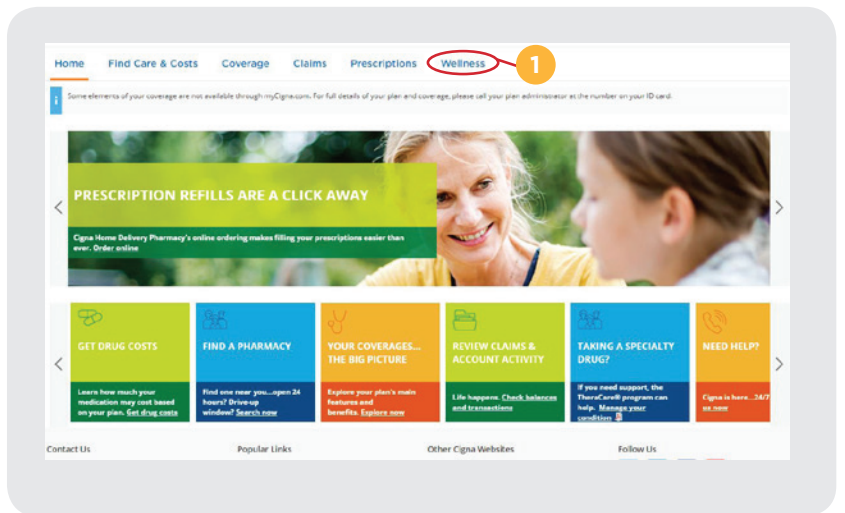 Home Find Care & Costs Coverage Claims Prescriptions Wellness 1
i Some elements of your coverage are not available through myCigna.com. For full details of your plan and coverage, please call your plan administrator at the number on your ID card.
PRESCRIPTION REFILLS ARE A CLICK AWAY
Cigna Home Delivery Pharmacy's online ordering makes filling your prescriptions easier than
ever. Order online
GET DRUG COSTS
Learn how much your
medication may cost based
on your plan. Get drug costs
FIND A PHARMACY
Find one near you...open 24
hours? Drive-up
window? Search now
YOUR COVERAGES...
THE BIG PICTURE
Explore your plan's main
features and
benefits. Explore now
REVIEW CLAIMS &
ACCOUNT ACTIVITY
Life happens. Check balances
and transactions
TAKING A SPECIALTY
DRUG?
If you need support, the
TheraCare® program can
help. Manage your
condition
NEED HELP?
Cigna is here...24/7
us now
Contact Us Popular Links Other Cigna Websites Follow Us